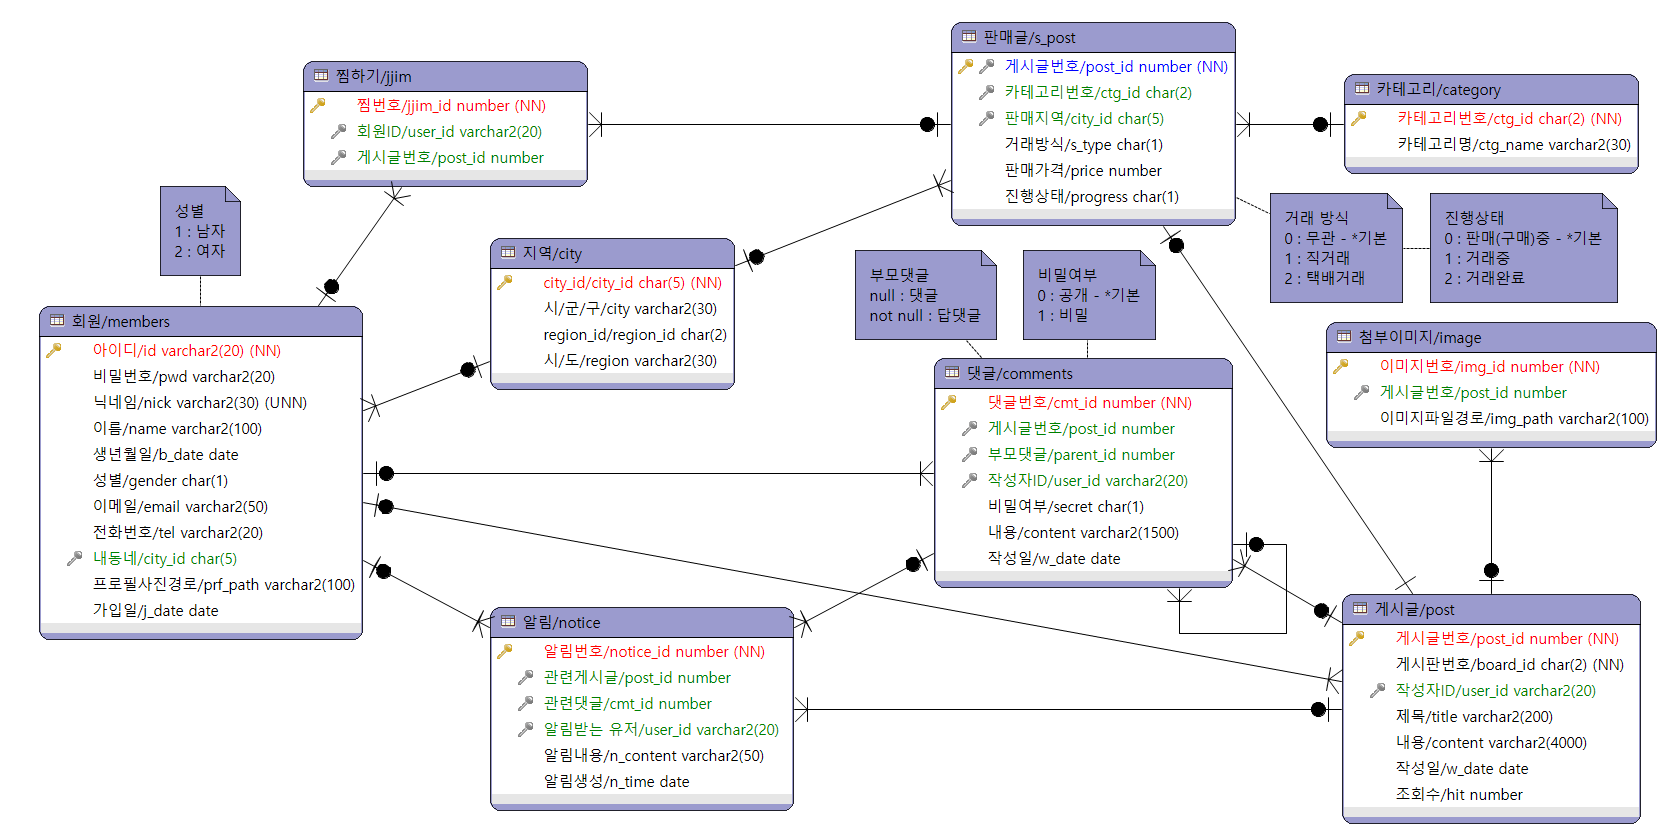 판매글/s_post
게시글번호/post_id number (NN)
카테고리번호/ctg_id char(2)
판매지역/city_id char(5)
거래방식/s_type char(1)
판매가격/price number
진행상태/progress char(1)
찜하기/jjim
찜번호/jjim_id number (NN)
회원ID/user_id varchar2(20)
게시글번호/post_id number
카테고리/category
카테고리번호/ctg_id char(2) (NN)
카테고리명/ctg_name varchar2(30)
성별
1 : 남자
2 : 여자
거래 방식
0 : 무관 - *기본
1 : 직거래
2 : 택배거래
진행상태
0 : 판매(구매)중 - *기본
1 : 거래중
2 : 거래완료
지역/city
city_id/city_id char(5) (NN)
시/군/구/city varchar2(30)
region_id/region_id char(2)
시/도/region varchar2(30)
부모댓글
null : 댓글
not null : 답댓글
비밀여부
0 : 공개 - *기본
1 : 비밀
회원/members
아이디/id varchar2(20) (NN)
비밀번호/pwd varchar2(20)
닉네임/nick varchar2(30) (UNN)
이름/name varchar2(100)
생년월일/b_date date
성별/gender char(1)
이메일/email varchar2(50)
전화번호/tel varchar2(20)
내동네/city_id char(5)
프로필사진경로/prf_path varchar2(100)
가입일/j_date date
첨부이미지/image
이미지번호/img_id number (NN)
게시글번호/post_id number
이미지파일경로/img_path varchar2(100)
댓글/comments
댓글번호/cmt_id number (NN)
게시글번호/post_id number
부모댓글/parent_id number
작성자ID/user_id varchar2(20)
비밀여부/secret char(1)
내용/content varchar2(1500)
작성일/w_date date
알림/notice
알림번호/notice_id number (NN)
관련게시글/post_id number
관련댓글/cmt_id number
알림받는 유저/user_id varchar2(20)
알림내용/n_content varchar2(50)
알림생성/n_time date
게시글/post
게시글번호/post_id number (NN)
게시판번호/board_id char(2) (NN)
작성자ID/user_id varchar2(20)
제목/title varchar2(200)
내용/content varchar2(4000)
작성일/w_date date
조회수/hit number